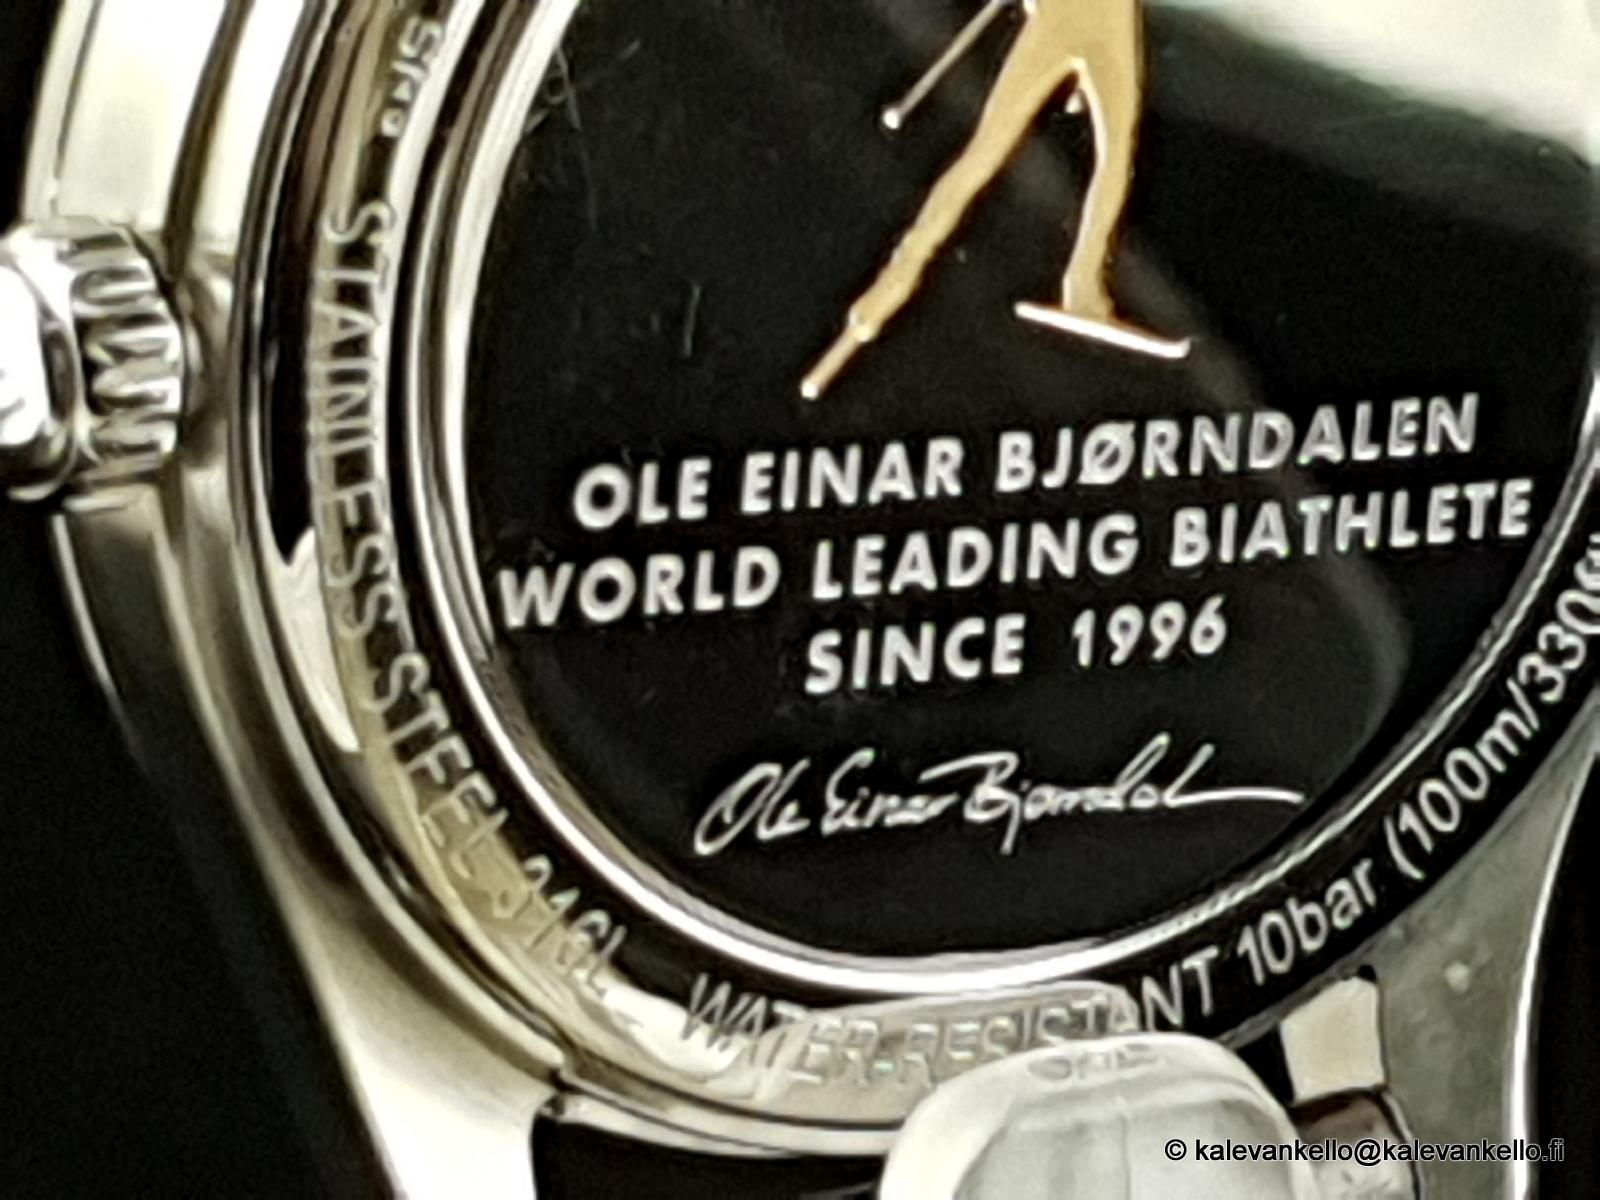 OLE EINAR BJØRNDALEN
WORLD LEADING BIATHLETE
SINCE 1996
Ole Einar Bjørndalen
STAINLESS STEEL 316L WATER-RESISTANT 10bar (100m/330
© kalevankello@kalevankello.fi